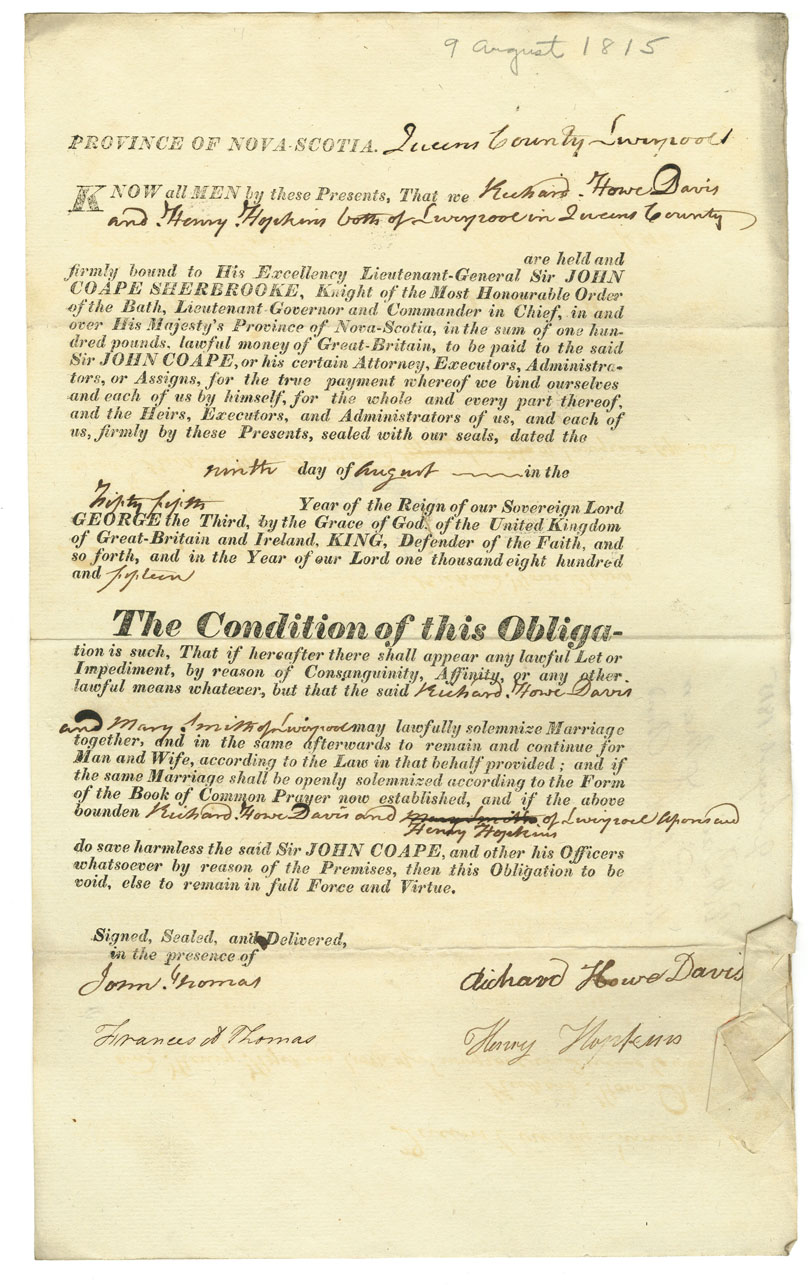 9 August 1815
PROVINCE OF NOVA-SCOTIA. Queens County Liverpool
KNOW all MEN by these Presents, That we Richard Howe Davis
and Henry Hopkins both of Liverpool in Queens County
are held and
firmly bound to His Excellency Lieutenant-General Sir JOHN
COAPE SHERBROOKE, Knight of the Most Honourable Order
of the Bath, Lieutenant Governor and Commander in Chief, in and
over His Majesty's Province of Nova-Scotia, in the sum of one hun-
dred pounds, lawful money of Great-Britain, to be paid to the said
Sir JOHN COAPE, or his certain Attorney, Executors, Administra-
tors, or Assigns, for the true payment whereof we bind ourselves
and each of us by himself, for the whole and every part thereof,
and the Heirs, Executors, and Administrators of us, and each of
us, firmly by these Presents, sealed with our seals, dated the
ninth day of August in the
Fifty fifth Year of the Reign of our Sovereign Lord
GEORGE the Third, by the Grace of God, of the United Kingdom
of Great-Britain and Ireland, KING, Defender of the Faith, and
so forth, and in the Year of our Lord one thousand eight hundred
and fifteen
The Condition of this Obliga-
tion is such, That if hereafter there shall appear any lawful Let or
Impediment, by reason of Consanguinity, Affinity, or any other
lawful means whatever, but that the said Richard Howe Davis
and Mary Smith of Liverpool may lawfully solemnize Marriage
together, and in the same afterwards to remain and continue for
Man and Wife, according to the Law in that behalf provided; and if
the same Marriage shall be openly solemnized according to the Form
of the Book of Common Prayer now established, and if the above
bounden Richard Howe Davis and Mary Smith of Liverpool aforesaid
Henry Hopkins
do save harmless the said Sir JOHN COAPE, and other his Officers
whatsoever by reason of the Premises, then this Obligation to be
void, else to remain in full Force and Virtue.
Signed, Sealed, and Delivered,
in the presence of
John Thomas
Richard Howe Davis
Frances A Thomas
Henry Hopkins